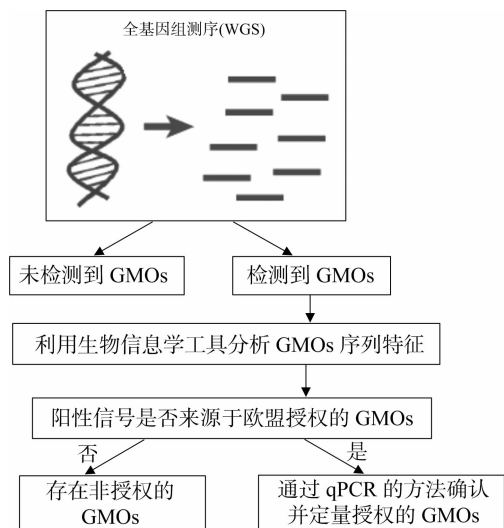 全基因组测序(WGS)
未检测到 GMOs
检测到 GMOs
利用生物信息学工具分析 GMOs 序列特征
阳性信号是否来源于欧盟授权的 GMOs
否
是
存在非授权的
GMOs
通过 qPCR 的方法确认
并定量授权的 GMOs